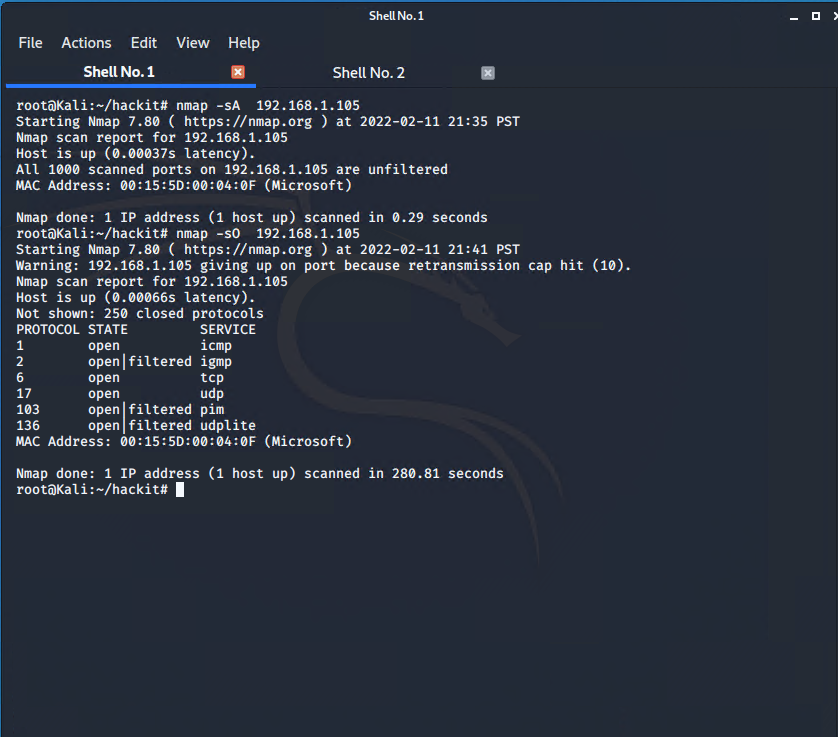 Shell No. 1
File Actions Edit View Help
Shell No. 1 Shell No. 2
root@Kali:~/hackit# nmap -sA  192.168.1.105
Starting Nmap 7.80 ( https://nmap.org ) at 2022-02-11 21:35 PST
Nmap scan report for 192.168.1.105
Host is up (0.00037s latency).
All 1000 scanned ports on 192.168.1.105 are unfiltered
MAC Address: 00:15:5D:00:04:0F (Microsoft)
Nmap done: 1 IP address (1 host up) scanned in 0.29 seconds
root@Kali:~/hackit# nmap -sO  192.168.1.105
Starting Nmap 7.80 ( https://nmap.org ) at 2022-02-11 21:41 PST
Warning: 192.168.1.105 giving up on port because retransmission cap hit (10).
Nmap scan report for 192.168.1.105
Host is up (0.00066s latency).
Not shown: 250 closed protocols
PROTOCOL STATE         SERVICE
1        open          icmp
2        open|filtered igmp
6        open          tcp
17       open          udp
103      open|filtered pim
136      open|filtered udplite
MAC Address: 00:15:5D:00:04:0F (Microsoft)
Nmap done: 1 IP address (1 host up) scanned in 280.81 seconds
root@Kali:~/hackit#